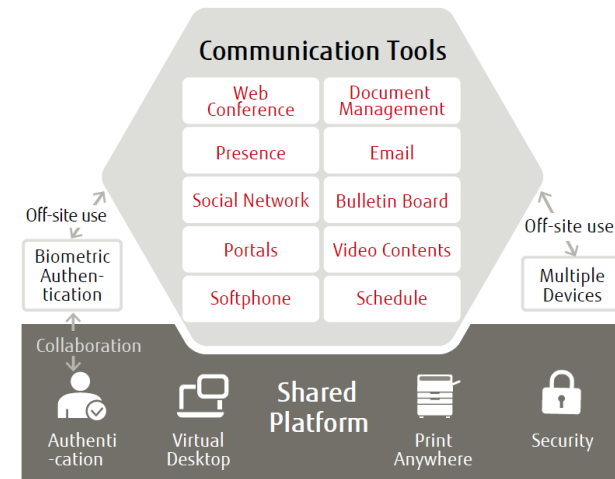 Communication Tools
Web
Conference
Document
Management
Presence
Email
Social Network
Bulletin Board
Portals
Video Contents
Softphone
Schedule
Off-site use
Biometric
Authen-
tication
Off-site use
Multiple
Devices
Collaboration
Authenti
-cation
Virtual
Desktop
Shared
Platform
Print
Anywhere
Security